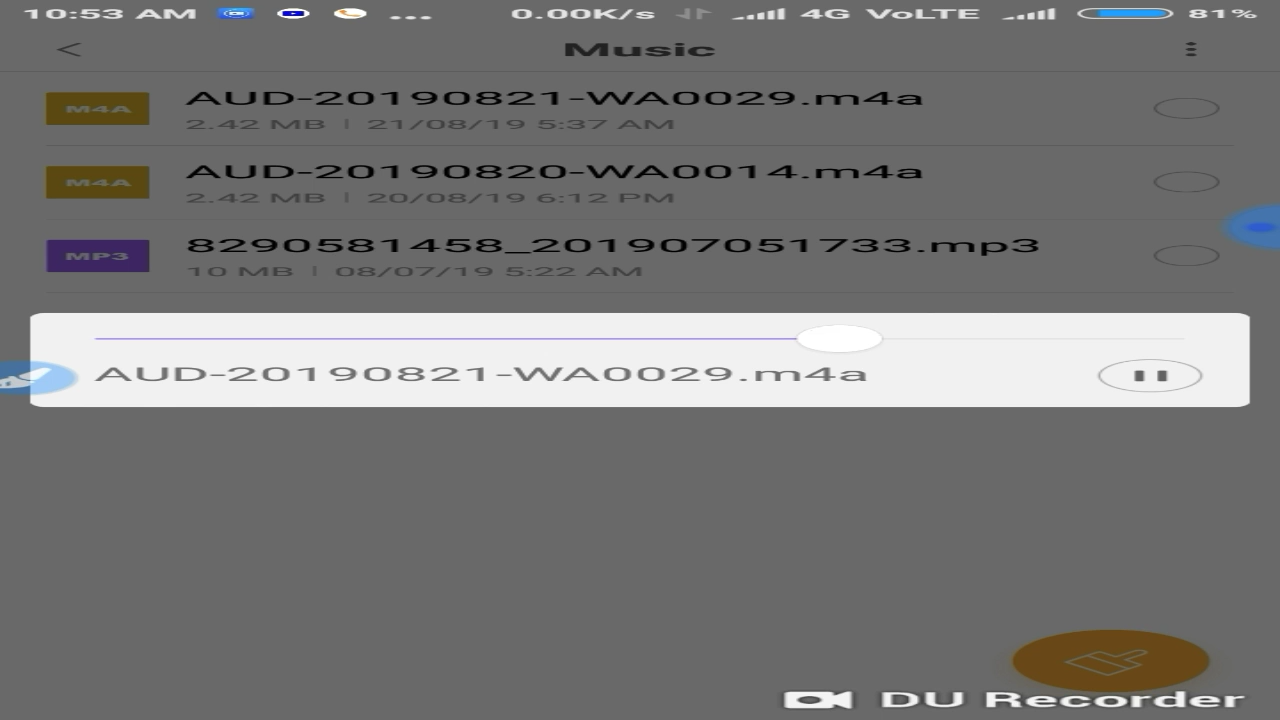 10:53 AM ... 0.00K/s 4G VoLTE 81%
< Music
M4A AUD-20190821-WA0029.m4a
2.42 MB | 21/08/19 5:37 AM
M4A AUD-20190820-WA0014.m4a
2.42 MB | 20/08/19 6:12 PM
MP3 8290581458_201907051733.mp3
10 MB | 08/07/19 5:22 AM
AUD-20190821-WA0029.m4a
DU Recorder